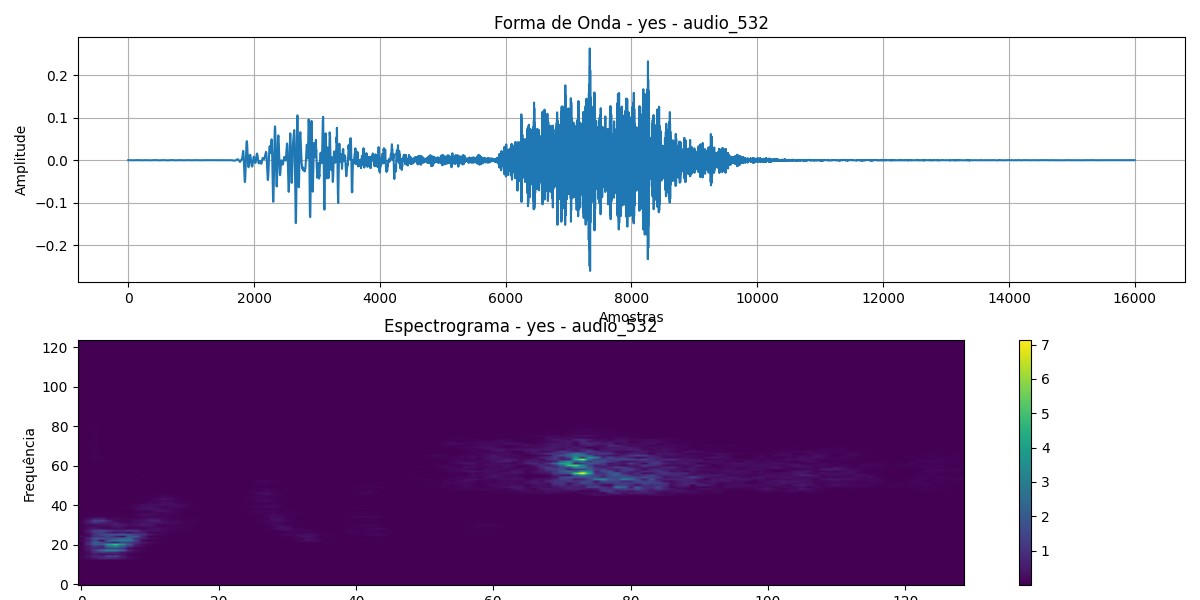 Forma de Onda - yes - audio_532
0.2
0.1
0.0
−0.1
−0.2
Amplitude
0 2000 4000 6000 8000 10000 12000 14000 16000
Amostras
Espectrograma - yes - audio_532
120
100
80
60
40
20
0
Frequência
0 20 40 60 80 100 120
7
6
5
4
3
2
1